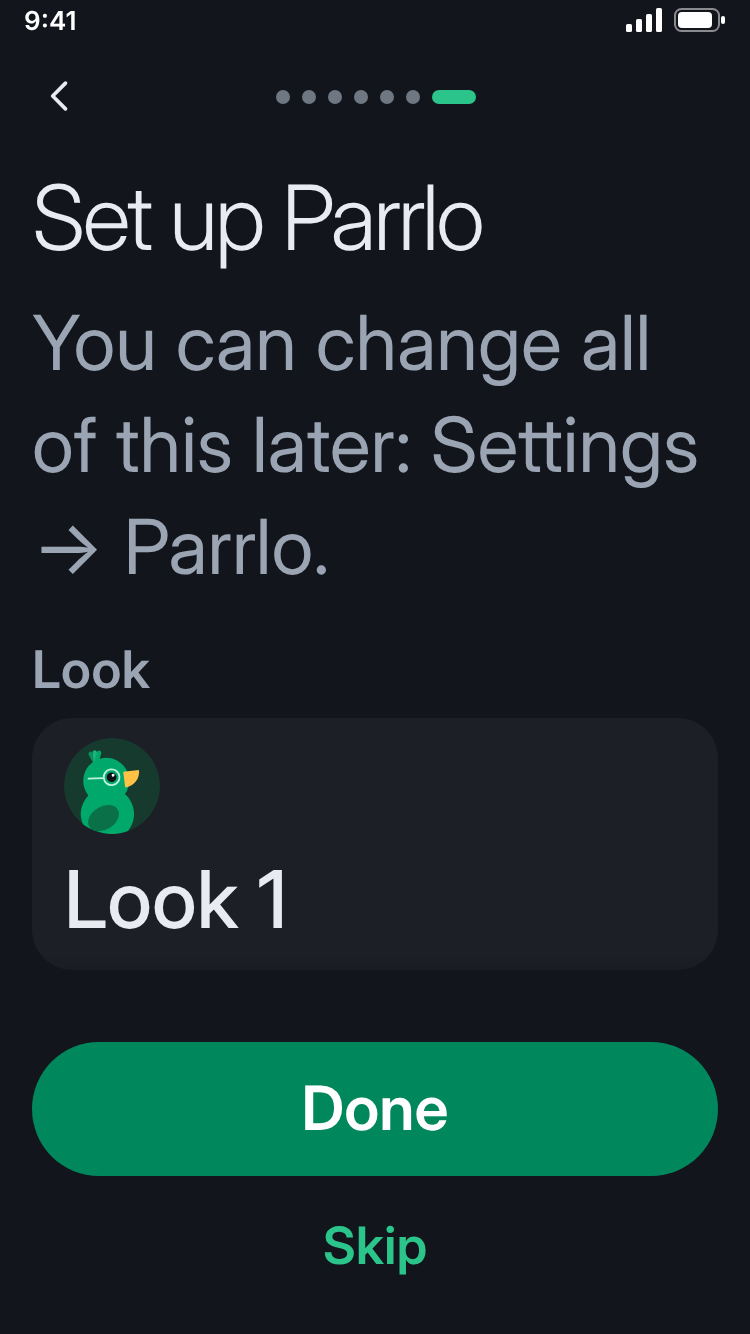 9:41
Set up Parrlo
You can change all
of this later: Settings
→ Parrlo.
Look
Look 1
Done
Skip